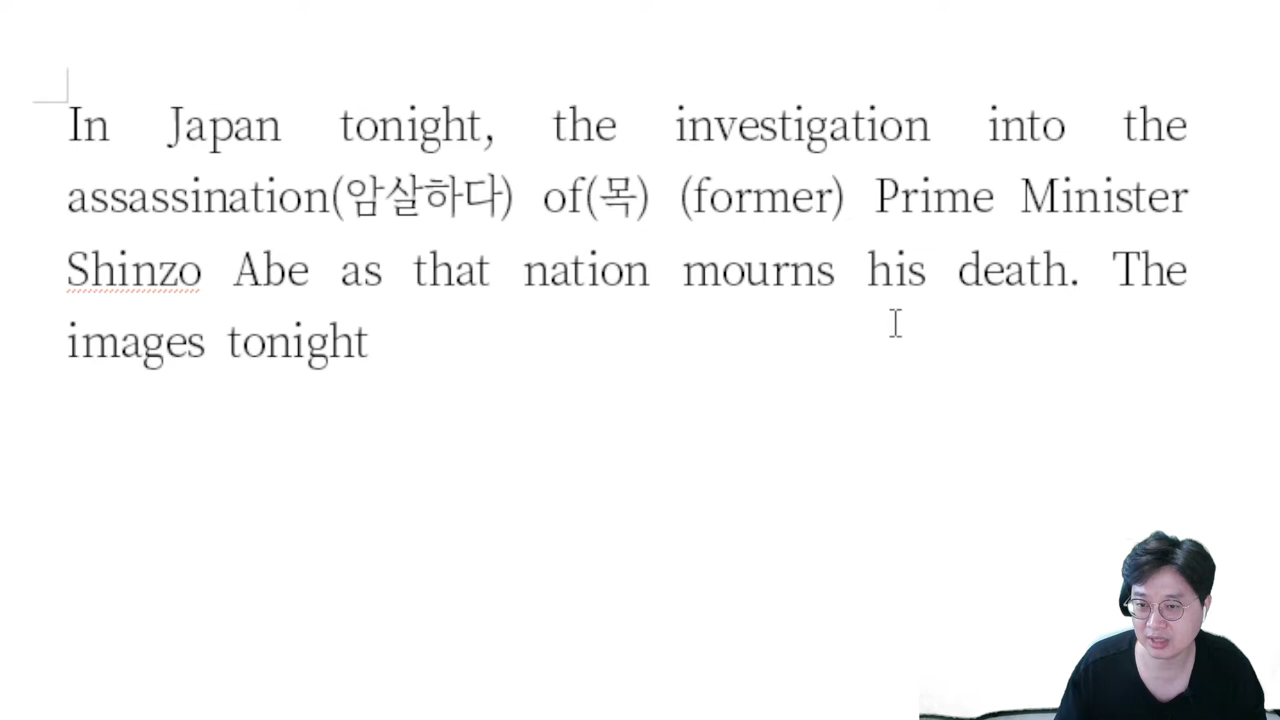 In Japan tonight, the investigation into the
assassination(암살하다) of(목) (former) Prime Minister
Shinzo Abe as that nation mourns his death. The
images tonight